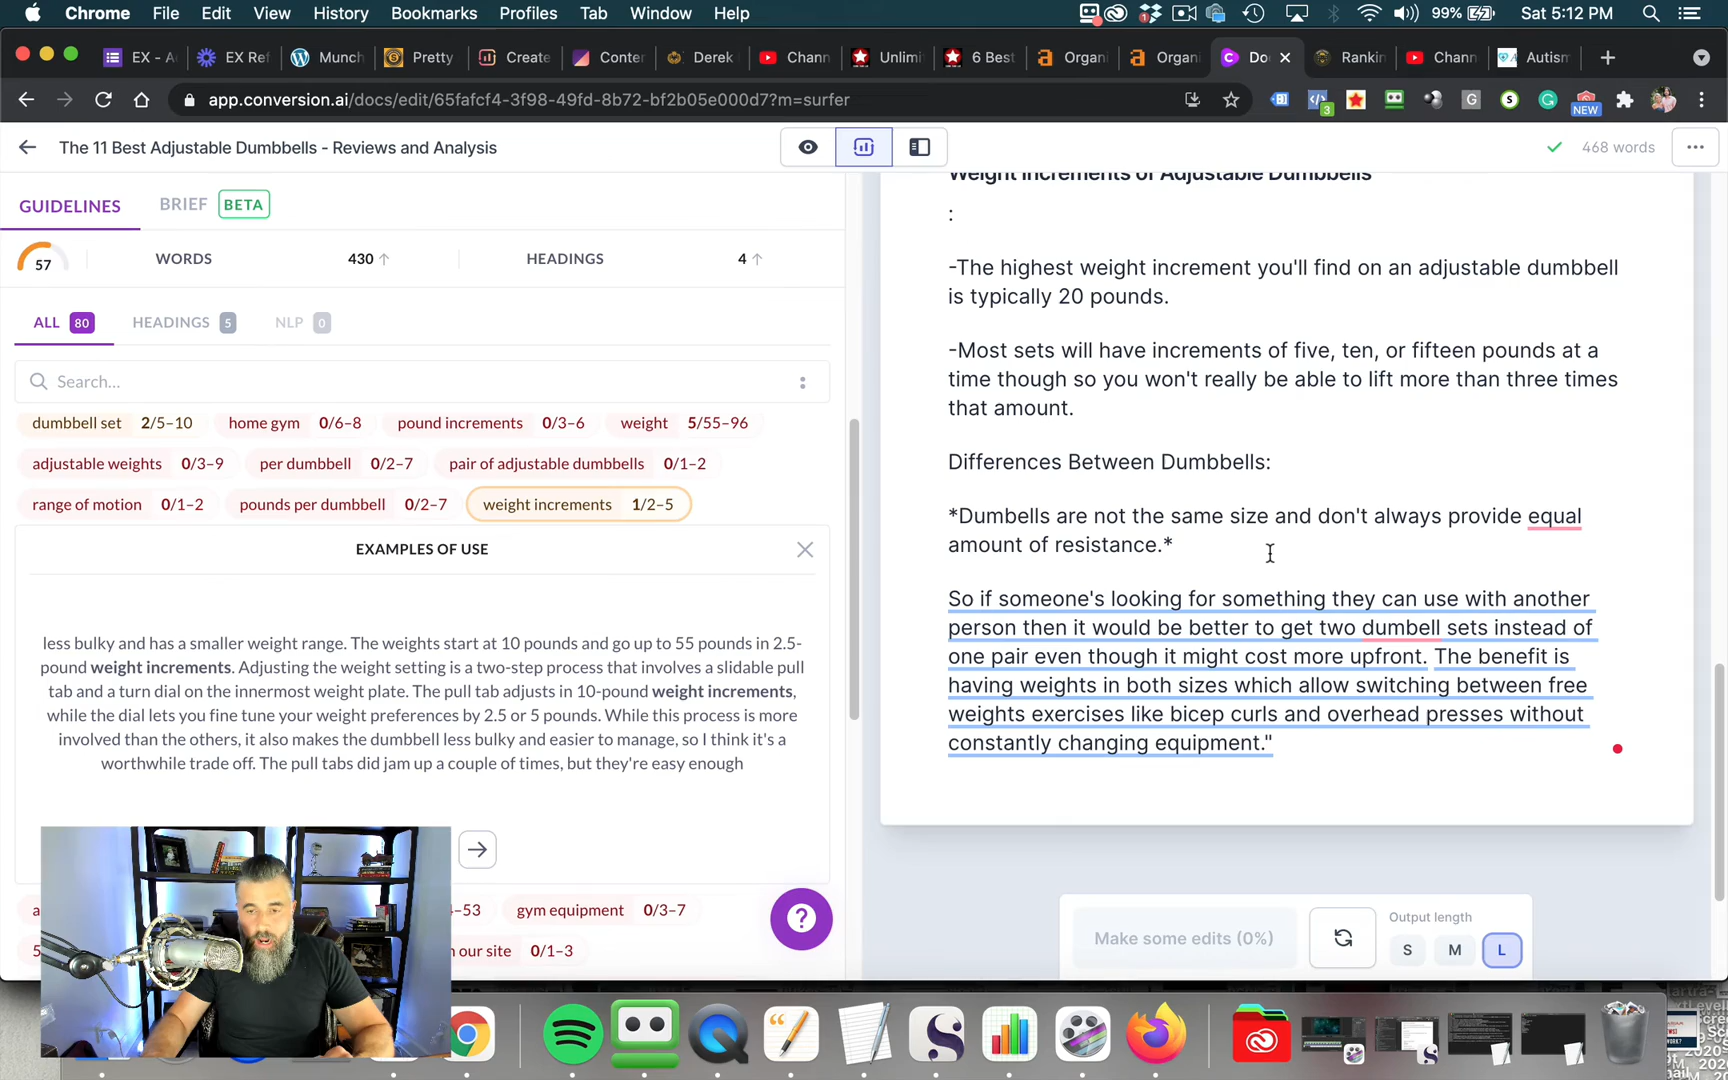 Chrome File Edit View History Bookmarks Profiles Tab Window Help 99% Sat 5:12 PM
EX - A EX Ref Munch Pretty Create Conter Derek Chann Unlimi 6 Best Organi Organi Do Rankin Chann Autism
app.conversion.ai/docs/edit/65fafcf4-3f98-49fd-8b72-bf2b05e000d7?m=surfer
NEW
The 11 Best Adjustable Dumbbells - Reviews and Analysis
468 words
GUIDELINES BRIEF BETA
57 WORDS 430 HEADINGS 4
ALL 80 HEADINGS 5 NLP 0
Search...
dumbbell set 2/5-10 home gym 0/6-8 pound increments 0/3-6 weight 5/55-96
adjustable weights 0/3-9 per dumbbell 0/2-7 pair of adjustable dumbbells 0/1-2
range of motion 0/1-2 pounds per dumbbell 0/2-7 weight increments 1/2-5
EXAMPLES OF USE
less bulky and has a smaller weight range. The weights start at 10 pounds and go up to 55 pounds in 2.5-
pound weight increments. Adjusting the weight setting is a two-step process that involves a slidable pull
tab and a turn dial on the innermost weight plate. The pull tab adjusts in 10-pound weight increments,
while the dial lets you fine tune your weight preferences by 2.5 or 5 pounds. While this process is more
involved than the others, it also makes the dumbbell less bulky and easier to manage, so I think it's a
worthwhile trade off. The pull tabs did jam up a couple of times, but they're easy enough
-53 gym equipment 0/3-7
our site 0/1-3
Weight Increments of Adjustable Dumbbells
:
-The highest weight increment you'll find on an adjustable dumbbell
is typically 20 pounds.
-Most sets will have increments of five, ten, or fifteen pounds at a
time though so you won't really be able to lift more than three times
that amount.
Differences Between Dumbbells:
*Dumbells are not the same size and don't always provide equal
amount of resistance.*
So if someone's looking for something they can use with another
person then it would be better to get two dumbell sets instead of
one pair even though it might cost more upfront. The benefit is
having weights in both sizes which allow switching between free
weights exercises like bicep curls and overhead presses without
constantly changing equipment."
Output length
Make some edits (0%) S M L